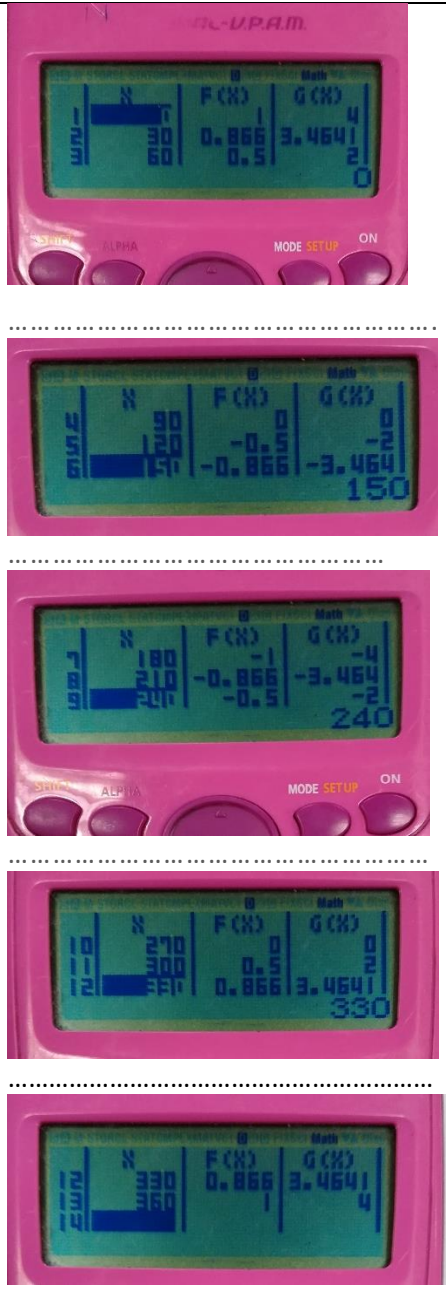 V.P.A.M.
Math
X F(X) G(X)
1 1 4
2 30 0.866 3.4641
3 60 0.5 2
0
SHIFT ALPHA MODE SETUP ON
………………………………………………….
Math
X F(X) G(X)
4 90 0 0
5 120 -0.5 -2
6 150 -0.866 -3.464
150
……………………………………………
Math
X F(X) G(X)
7 180 -1 -4
8 210 -0.866 -3.464
9 240 -0.5 -2
240
SHIFT ALPHA MODE SETUP ON
…………………………………………………
Math
X F(X) G(X)
10 270 0 0
11 300 0.5 2
12 330 0.866 3.4641
330
…………………………………………………………
Math
X F(X) G(X)
12 330 0.866 3.4641
13 360 1 4
14